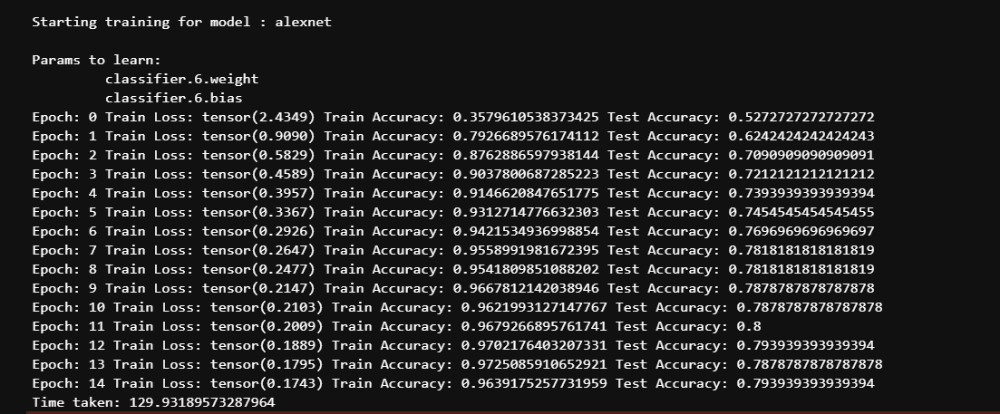 Starting training for model : alexnet
Params to learn:
classifier.6.weight
classifier.6.bias
Epoch: 0 Train Loss: tensor(2.4349) Train Accuracy: 0.3579610538373425 Test Accuracy: 0.5272727272727272
Epoch: 1 Train Loss: tensor(0.9090) Train Accuracy: 0.7926689576174112 Test Accuracy: 0.6242424242424243
Epoch: 2 Train Loss: tensor(0.5829) Train Accuracy: 0.8762886597938144 Test Accuracy: 0.7090909090909091
Epoch: 3 Train Loss: tensor(0.4589) Train Accuracy: 0.9037800687285223 Test Accuracy: 0.7212121212121212
Epoch: 4 Train Loss: tensor(0.3957) Train Accuracy: 0.9146620847651775 Test Accuracy: 0.7393939393939394
Epoch: 5 Train Loss: tensor(0.3367) Train Accuracy: 0.9312714776632303 Test Accuracy: 0.7454545454545455
Epoch: 6 Train Loss: tensor(0.2926) Train Accuracy: 0.9421534936998854 Test Accuracy: 0.7696969696969697
Epoch: 7 Train Loss: tensor(0.2647) Train Accuracy: 0.9558991981672395 Test Accuracy: 0.7818181818181819
Epoch: 8 Train Loss: tensor(0.2477) Train Accuracy: 0.9541809851088202 Test Accuracy: 0.7818181818181819
Epoch: 9 Train Loss: tensor(0.2147) Train Accuracy: 0.9667812142038946 Test Accuracy: 0.7878787878787878
Epoch: 10 Train Loss: tensor(0.2103) Train Accuracy: 0.9621993127147767 Test Accuracy: 0.7878787878787878
Epoch: 11 Train Loss: tensor(0.2009) Train Accuracy: 0.9679266895761741 Test Accuracy: 0.8
Epoch: 12 Train Loss: tensor(0.1889) Train Accuracy: 0.9702176403207331 Test Accuracy: 0.793939393939394
Epoch: 13 Train Loss: tensor(0.1795) Train Accuracy: 0.9725085910652921 Test Accuracy: 0.7878787878787878
Epoch: 14 Train Loss: tensor(0.1743) Train Accuracy: 0.9639175257731959 Test Accuracy: 0.793939393939394
Time taken: 129.93189573287964